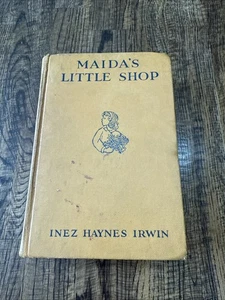 MAIDA'S
LITTLE SHOP
INEZ HAYNES IRWIN